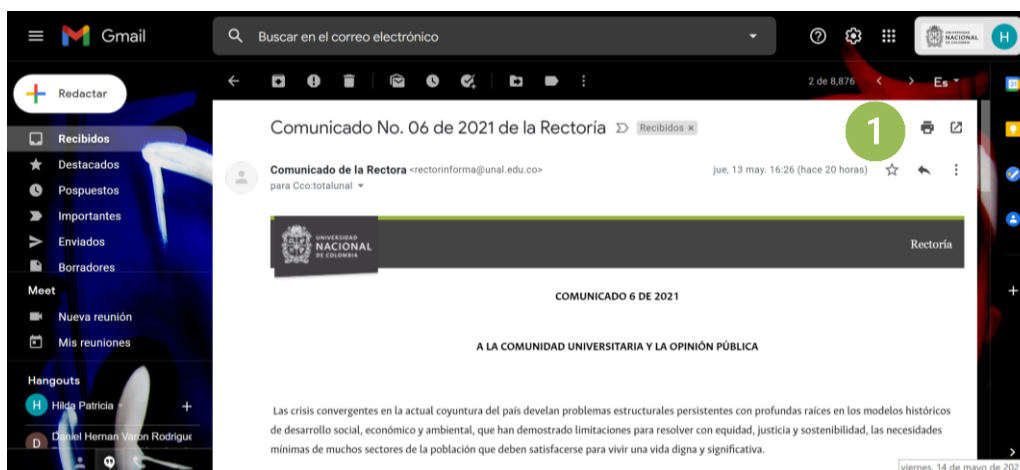 Gmail
Buscar en el correo electrónico
UNIVERSIDAD
NACIONAL
DE COLOMBIA
H
Redactar
2 de 8,876
Es
Recibidos
Destacados
Pospuestos
Importantes
Enviados
Borradores
Meet
Nueva reunión
Mis reuniones
Hangouts
H Hilda Patricia
D Daniel Hernan Varon Rodrigue
Comunicado No. 06 de 2021 de la Rectoría Recibidos x
1
Comunicado de la Rectora <rectorinforma@unal.edu.co>
jue, 13 may. 16:26 (hace 20 horas)
para Cco:totalunal
UNIVERSIDAD
NACIONAL
DE COLOMBIA
Rectoría
COMUNICADO 6 DE 2021
A LA COMUNIDAD UNIVERSITARIA Y LA OPINIÓN PÚBLICA
Las crisis convergentes en la actual coyuntura del país develan problemas estructurales persistentes con profundas raíces en los modelos históricos
de desarrollo social, económico y ambiental, que han demostrado limitaciones para resolver con equidad, justicia y sostenibilidad, las necesidades
mínimas de muchos sectores de la población que deben satisfacerse para vivir una vida digna y significativa.
viernes, 14 de mayo de 202